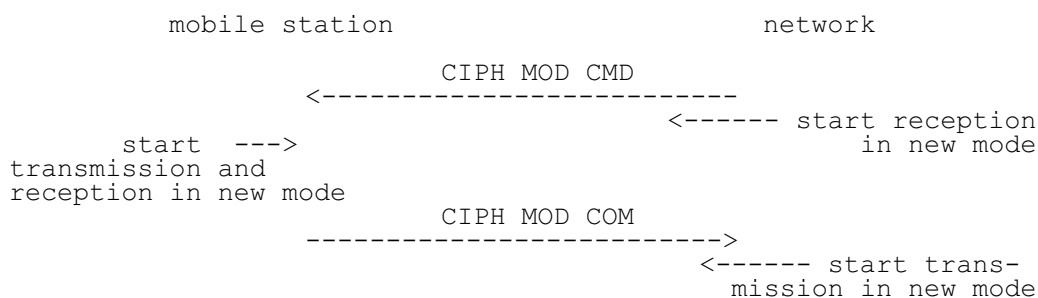 mobile station network
CIPH MOD CMD
<--------------------------
<------ start reception
start ---> in new mode
transmission and
reception in new mode
CIPH MOD COM
-------------------------->
<------ start trans-
mission in new mode